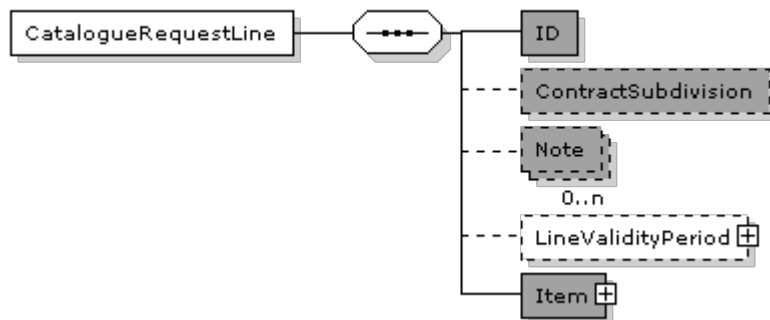 CatalogueRequestLine
ID
ContractSubdivision
Note
0..n
LineValidityPeriod
Item